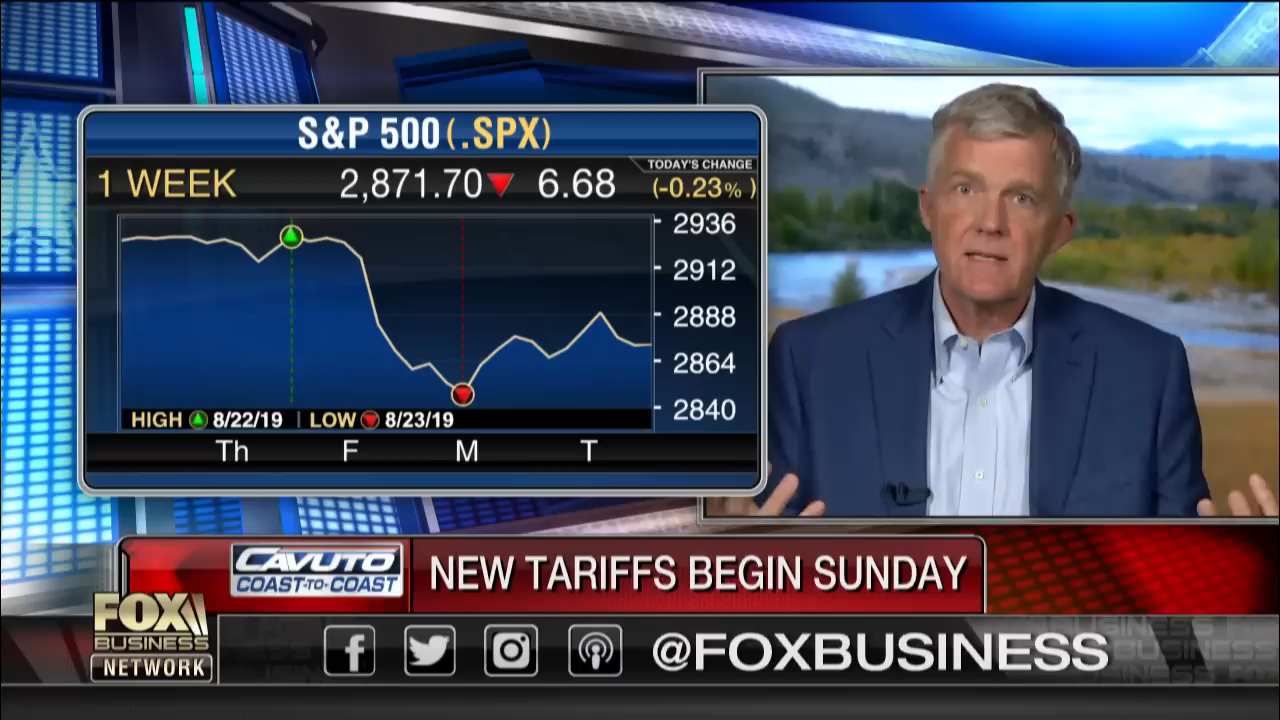 S&P 500 (.SPX)
1 WEEK 2,871.70 6.68 TODAY'S CHANGE (-0.23%)
2936
2912
2888
2864
2840
HIGH 8/22/19 | LOW 8/23/19
Th F M T
CAVUTO
COAST-TO-COAST
NEW TARIFFS BEGIN SUNDAY
FOX
BUSINESS
NETWORK
@FOXBUSINESS